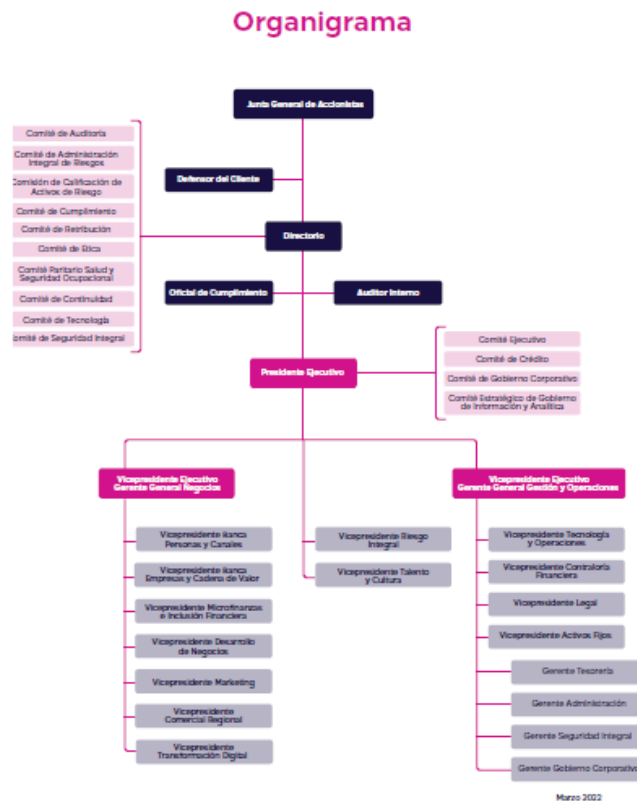 Organigrama
Junta General de Accionistas
Comité de Auditoría
Comité de Administración
Integral de Riesgos
Comisión de Calificación de
Activos de Riesgo
Comité de Cumplimiento
Comité de Retribución
Comité de Etica
Comité Paritario Salud y
Seguridad Ocupacional
Comité de Continuidad
Comité de Tecnología
Comité de Seguridad Integral
Defensor del Cliente
Directorio
Oficial de Cumplimiento
Auditor Interno
Presidente Ejecutivo
Comité Ejecutivo
Comité de Crédito
Comité de Gobierno Corporativo
Comité Estratégico de Gobierno
de Información y Analítica
Vicepresidente Ejecutivo
Gerente General Negocios
Vicepresidente Banca
Personas y Canales
Vicepresidente Banca
Empresas y Cadena de Valor
Vicepresidente Microfinanzas
e Inclusión Financiera
Vicepresidente Desarrollo
de Negocios
Vicepresidente Marketing
Vicepresidente
Comercial Regional
Vicepresidente
Transformación Digital
Vicepresidente Riesgo
Integral
Vicepresidente Talento
y Cultura
Vicepresidente Ejecutivo
Gerente General Gestión y Operaciones
Vicepresidente Tecnología
y Operaciones
Vicepresidente Contraloría
Financiera
Vicepresidente Legal
Vicepresidente Activos Fijos
Gerente Tesorería
Gerente Administración
Gerente Seguridad Integral
Gerente Gobierno Corporativo
Marzo 2022